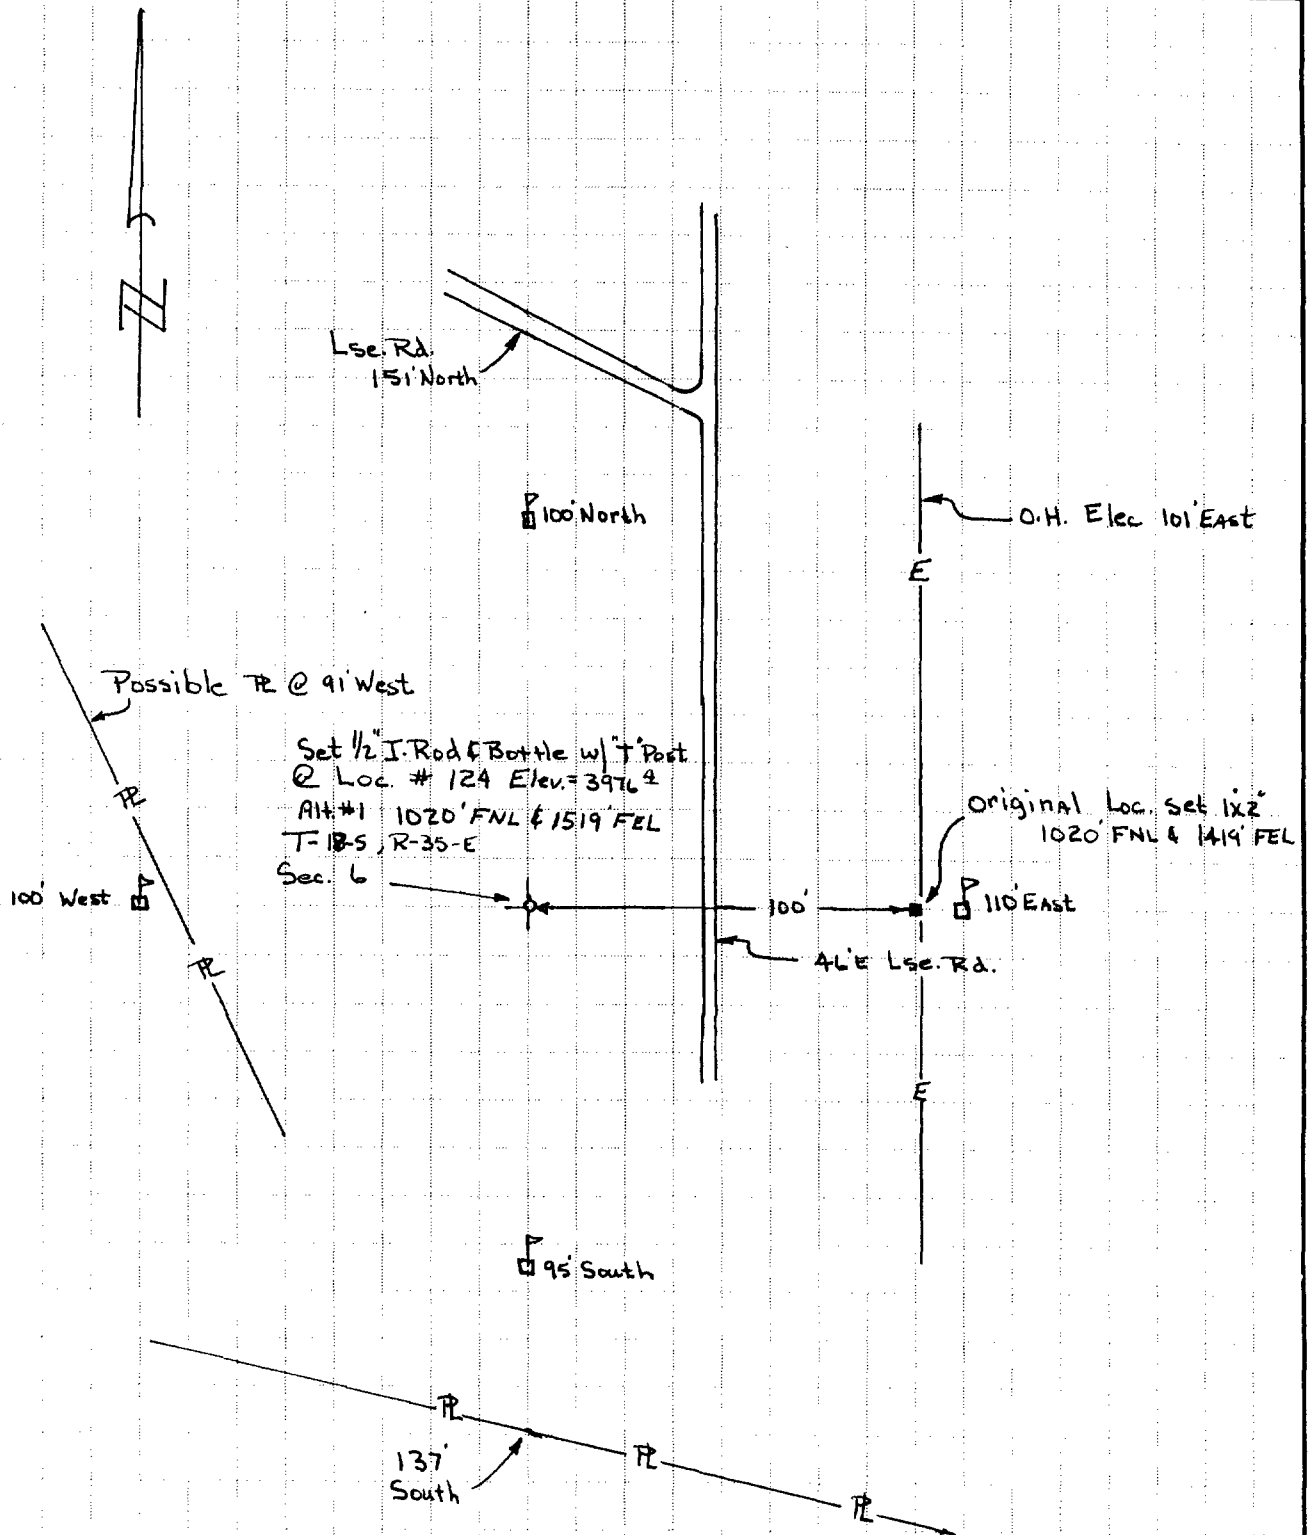 N
Lse. Rd.
151' North
100' North
O.H. Elec 101' East
E
Possible PL @ 91' West
Set 1/2" I. Rod & Bottle w/ "T" Post
@ Loc. # 124 Elev. = 3976
Alt. #1 1020' FNL & 1519' FEL
T-18-S, R-35-E
Sec. 6
PL
Original Loc. Set 1x2"
1020' FNL & 1419' FEL
100' West
100'
110' East
PL
46' E Lse. Rd.
E
95' South
PL
137'
South
PL
PL